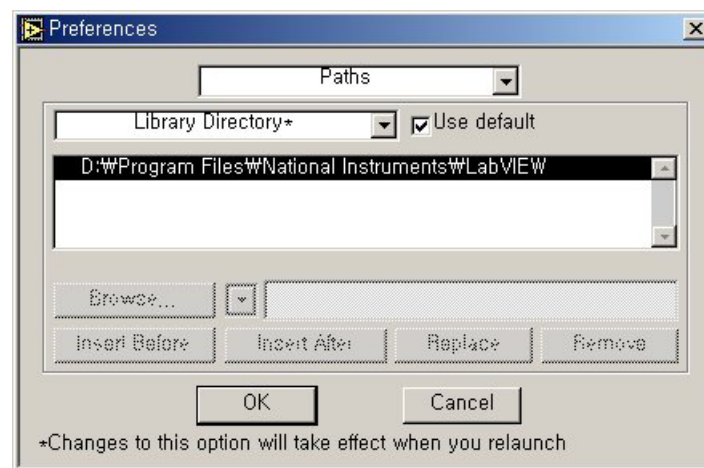 Preferences
Paths
Library Directory* Use default
D:₩Program Files₩National Instruments₩LabVIEW
Browse...
Insert Before Insert After Replace Remove
OK Cancel
*Changes to this option will take effect when you relaunch